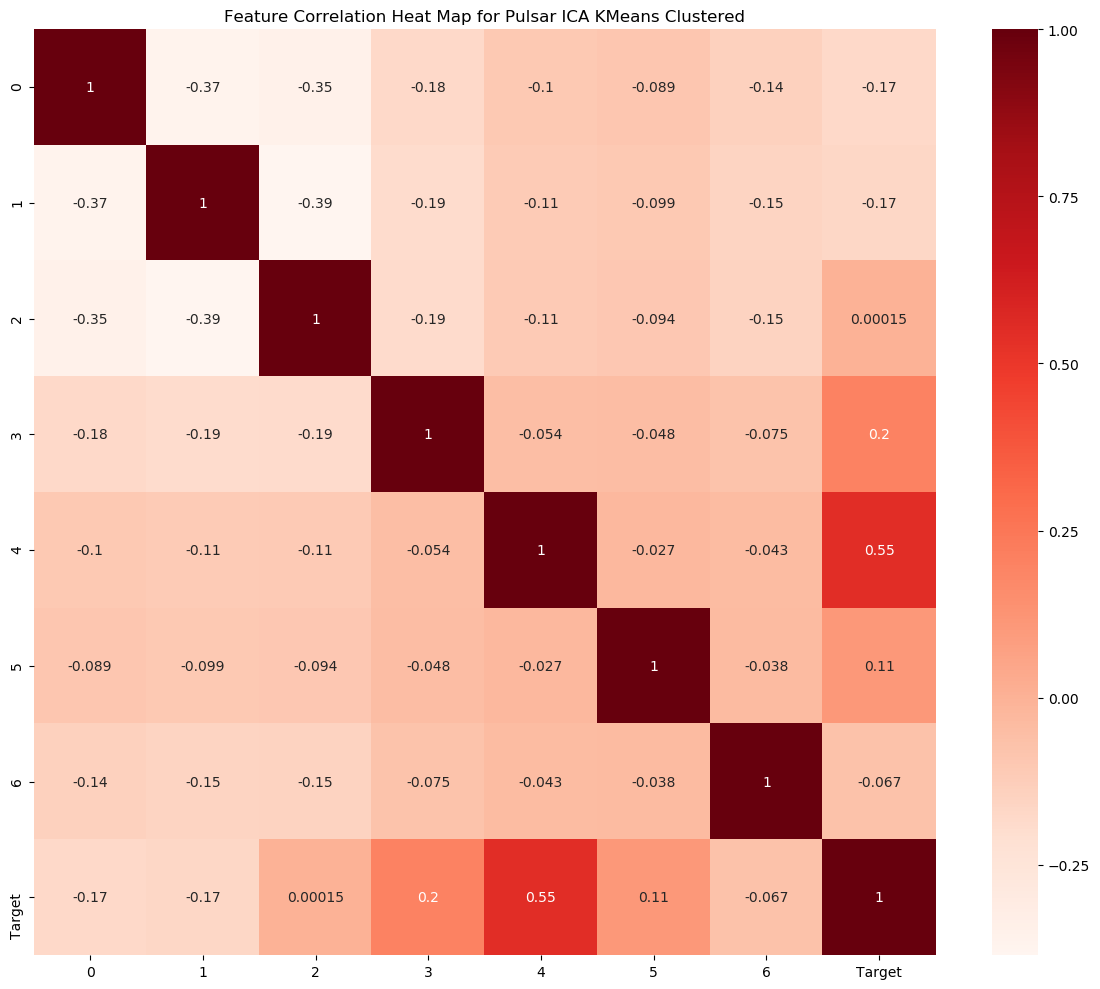 Feature Correlation Heat Map for Pulsar ICA KMeans Clustered
0 1 -0.37 -0.35 -0.18 -0.1 -0.089 -0.14 -0.17
1 -0.37 1 -0.39 -0.19 -0.11 -0.099 -0.15 -0.17
2 -0.35 -0.39 1 -0.19 -0.11 -0.094 -0.15 0.00015
3 -0.18 -0.19 -0.19 1 -0.054 -0.048 -0.075 0.2
4 -0.1 -0.11 -0.11 -0.054 1 -0.027 -0.043 0.55
5 -0.089 -0.099 -0.094 -0.048 -0.027 1 -0.038 0.11
6 -0.14 -0.15 -0.15 -0.075 -0.043 -0.038 1 -0.067
Target -0.17 -0.17 0.00015 0.2 0.55 0.11 -0.067 1
0 1 2 3 4 5 6 Target
1.00
0.75
0.50
0.25
0.00
−0.25